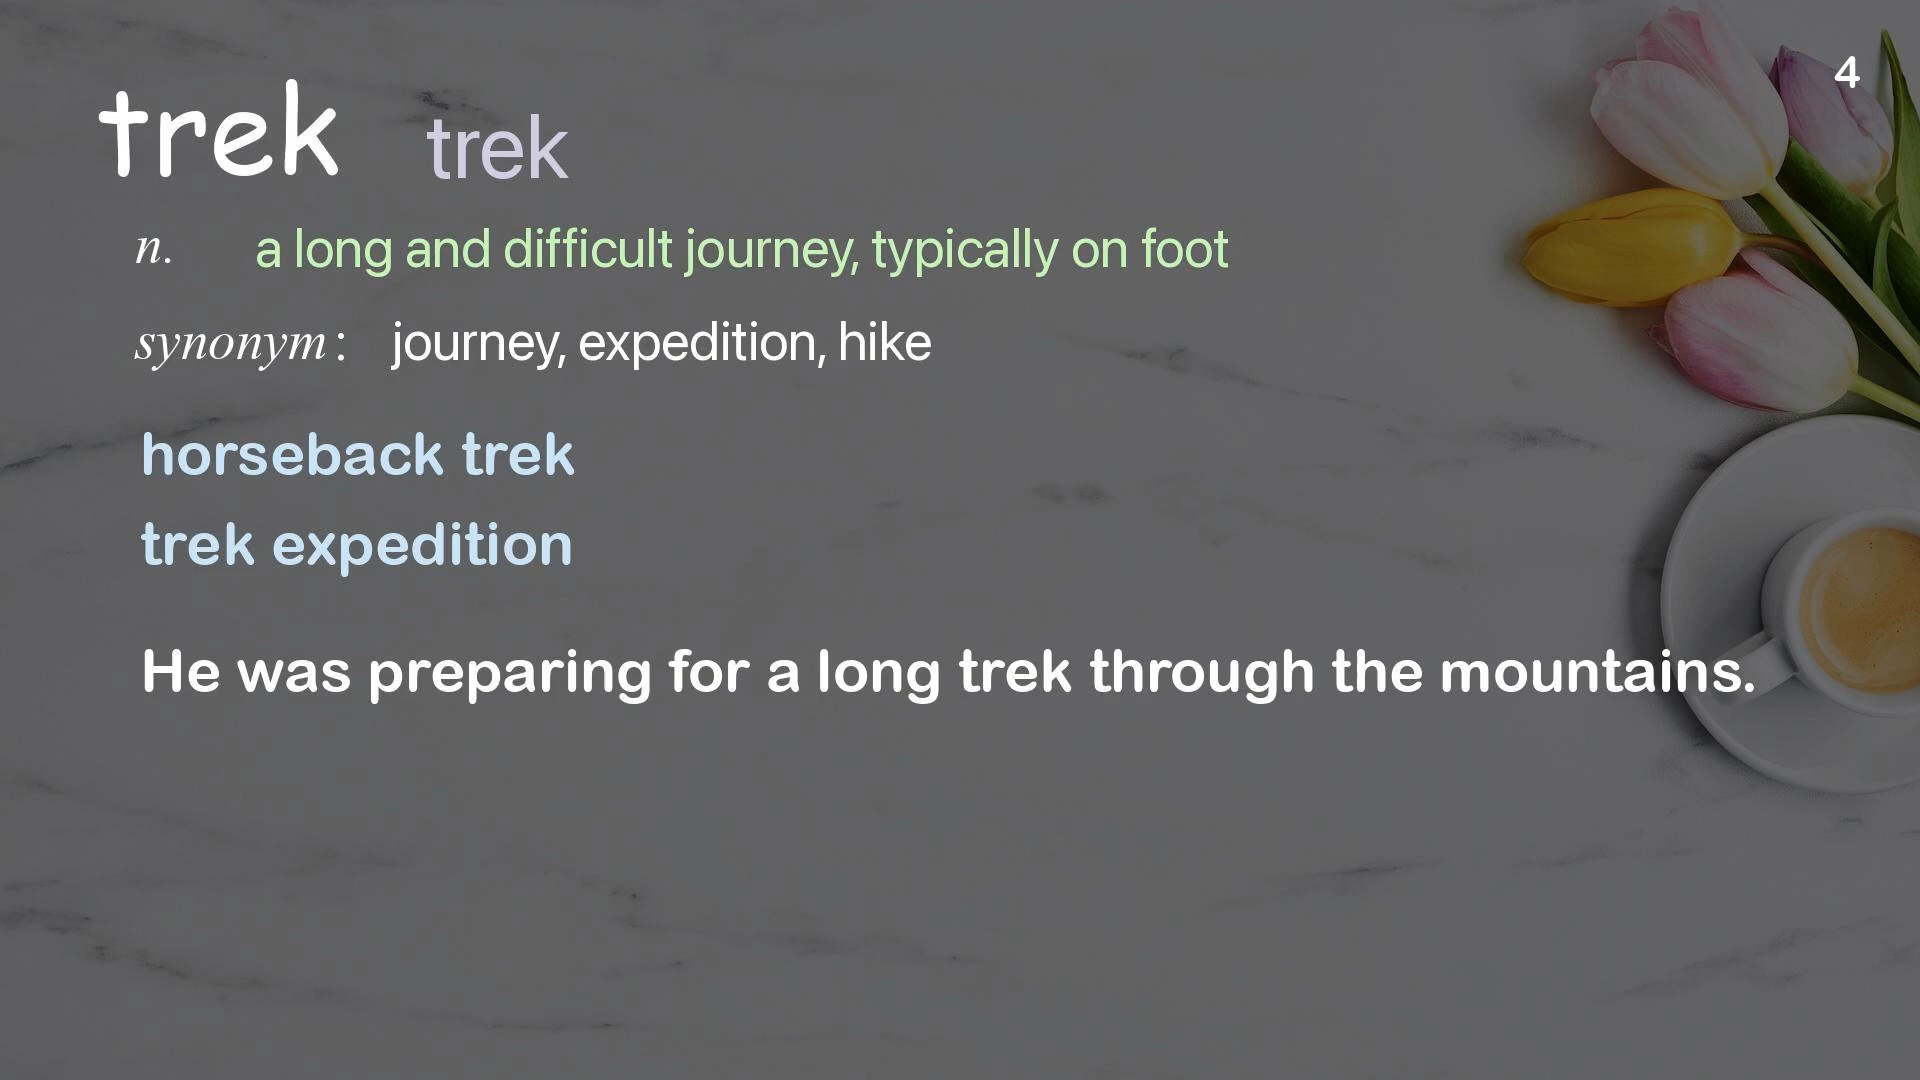 4
trek trek
n. a long and difficult journey, typically on foot
synonym : journey, expedition, hike
horseback trek
trek expedition
He was preparing for a long trek through the mountains.